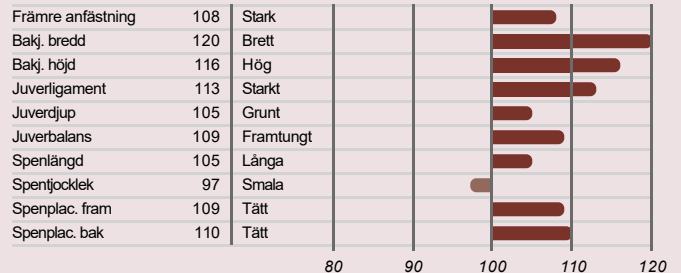 Främre anfästning 108 Stark
Bakj. bredd 120 Brett
Bakj. höjd 116 Hög
Juverligament 113 Starkt
Juverdjup 105 Grunt
Juverbalans 109 Framtungt
Spenlängd 105 Långa
Spentjocklek 97 Smala
Spenplac. fram 109 Tätt
Spenplac. bak 110 Tätt
80 90 100 110 120